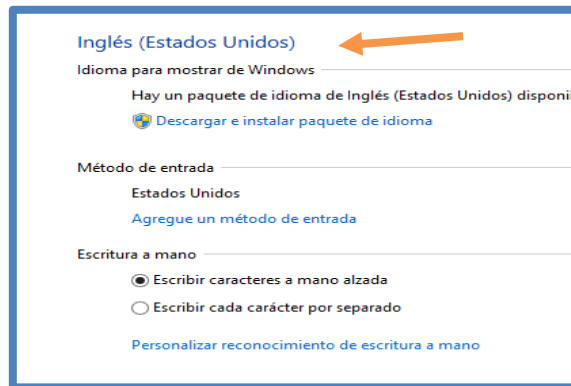 Inglés (Estados Unidos)
Idioma para mostrar de Windows
Hay un paquete de idioma de Inglés (Estados Unidos)
Descargar e instalar paquete de idioma
Método de entrada
Estados Unidos
Agregue un método de entrada
Escritura a mano
Escribir caracteres a mano alzada
Escribir cada carácter por separado
Personalizar reconocimiento de escritura a mano